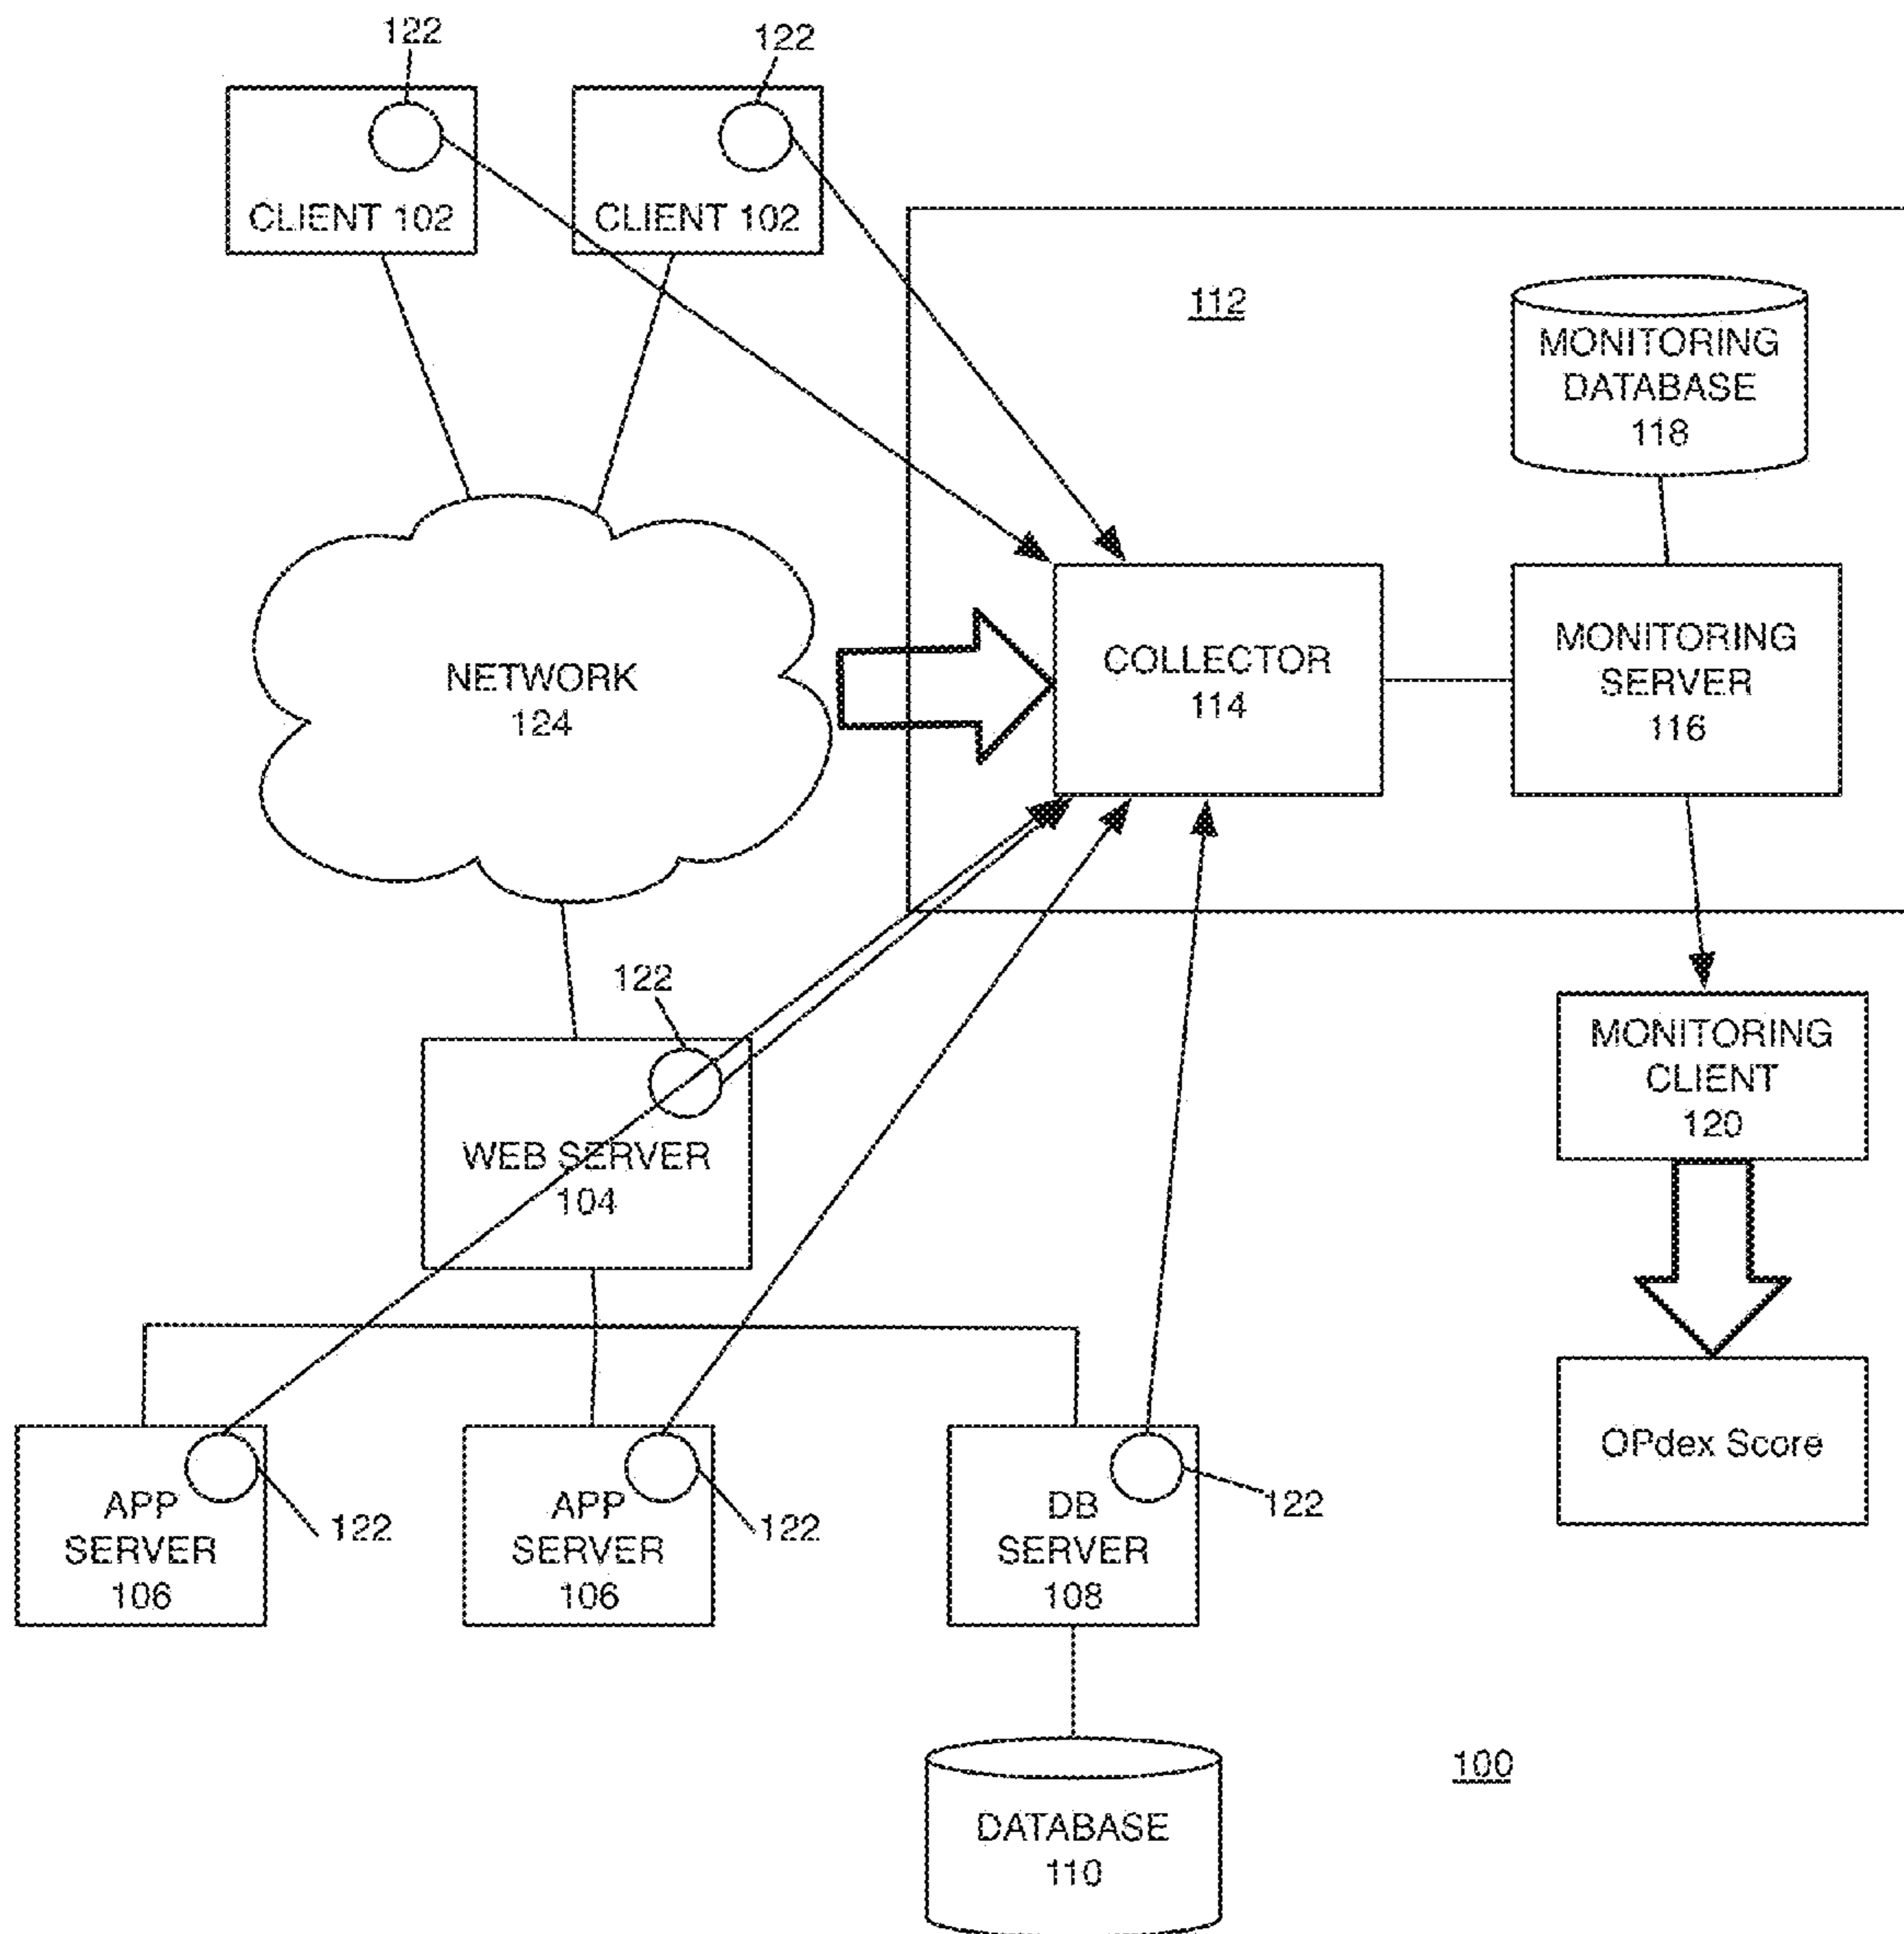 122
122
CLIENT 102
CLIENT 102
112
MONITORING
DATABASE
118
NETWORK
124
COLLECTOR
114
MONITORING
SERVER
116
122
MONITORING
CLIENT
120
WEB SERVER
104
OPdex Score
APP
SERVER
106
122
APP
SERVER
106
122
DB
SERVER
108
122
100
DATABASE
110